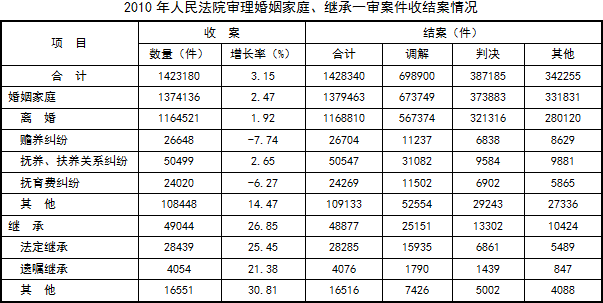 2010 年人民法院审理婚姻家庭、继承一审案件收结案情况
项 目 收 案 结案（件）
数量（件） 增长率（%） 合计 调解 判决 其他
合 计 1423180 3.15 1428340 698900 387185 342255
婚姻家庭 1374136 2.47 1379463 673749 373883 331831
离 婚 1164521 1.92 1168810 567374 321316 280120
赡养纠纷 26648 -7.74 26704 11237 6838 8629
抚养、扶养关系纠纷 50499 2.65 50547 31082 9584 9881
抚育费纠纷 24020 -6.27 24269 11502 6902 5865
其 他 108448 14.47 109133 52554 29243 27336
继 承 49044 26.85 48877 25151 13302 10424
法定继承 28439 25.45 28285 15935 6861 5489
遗嘱继承 4054 21.38 4076 1790 1439 847
其 他 16551 30.81 16516 7426 5002 4088